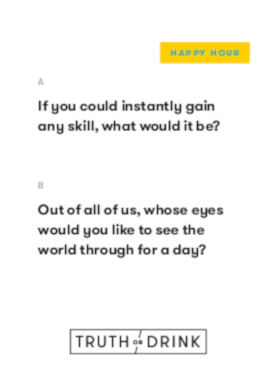 HAPPY HOUR
A
If you could instantly gain
any skill, what would it be?
B
Out of all of us, whose eyes
would you like to see the
world through for a day?
TRUTH OR DRINK